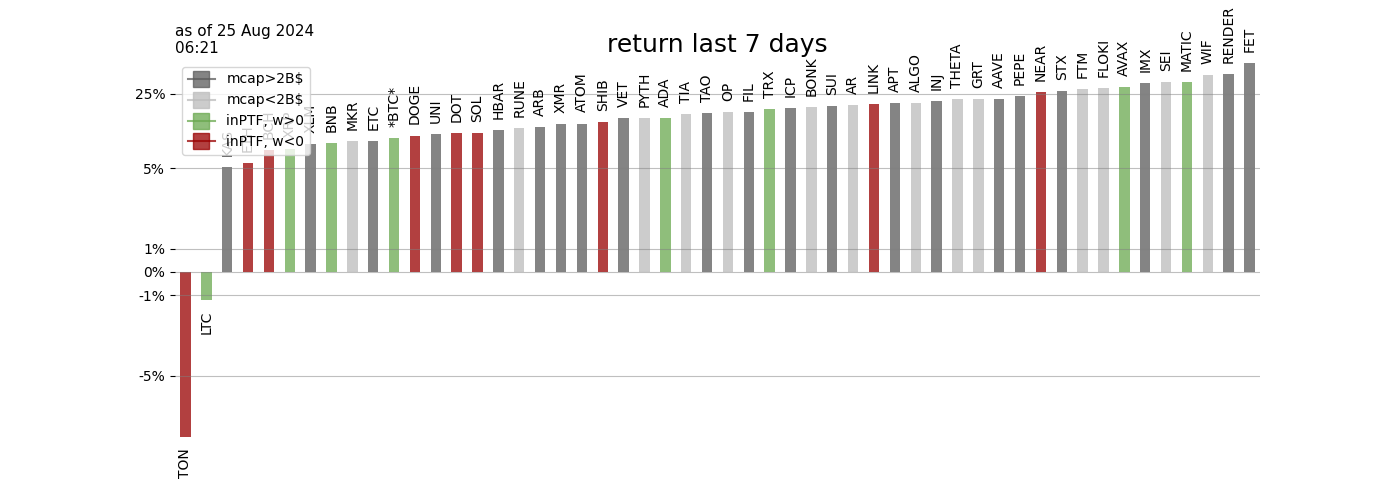 as of 25 Aug 2024
06:21
return last 7 days
mcap>2B$
mcap<2B$
inPTF, w>0
inPTF, w<0
25%
5%
1%
0%
-1%
-5%
TON
LTC
KAS
ETH
BCH
XRP
XLM
BNB
MKR
ETC
*BTC*
DOGE
UNI
DOT
SOL
HBAR
RUNE
ARB
XMR
ATOM
SHIB
VET
PYTH
ADA
TIA
TAO
OP
FIL
TRX
ICP
BONK
SUI
AR
LINK
APT
ALGO
INJ
THETA
GRT
AAVE
PEPE
NEAR
STX
FTM
FLOKI
AVAX
IMX
SEI
MATIC
WIF
RENDER
FET